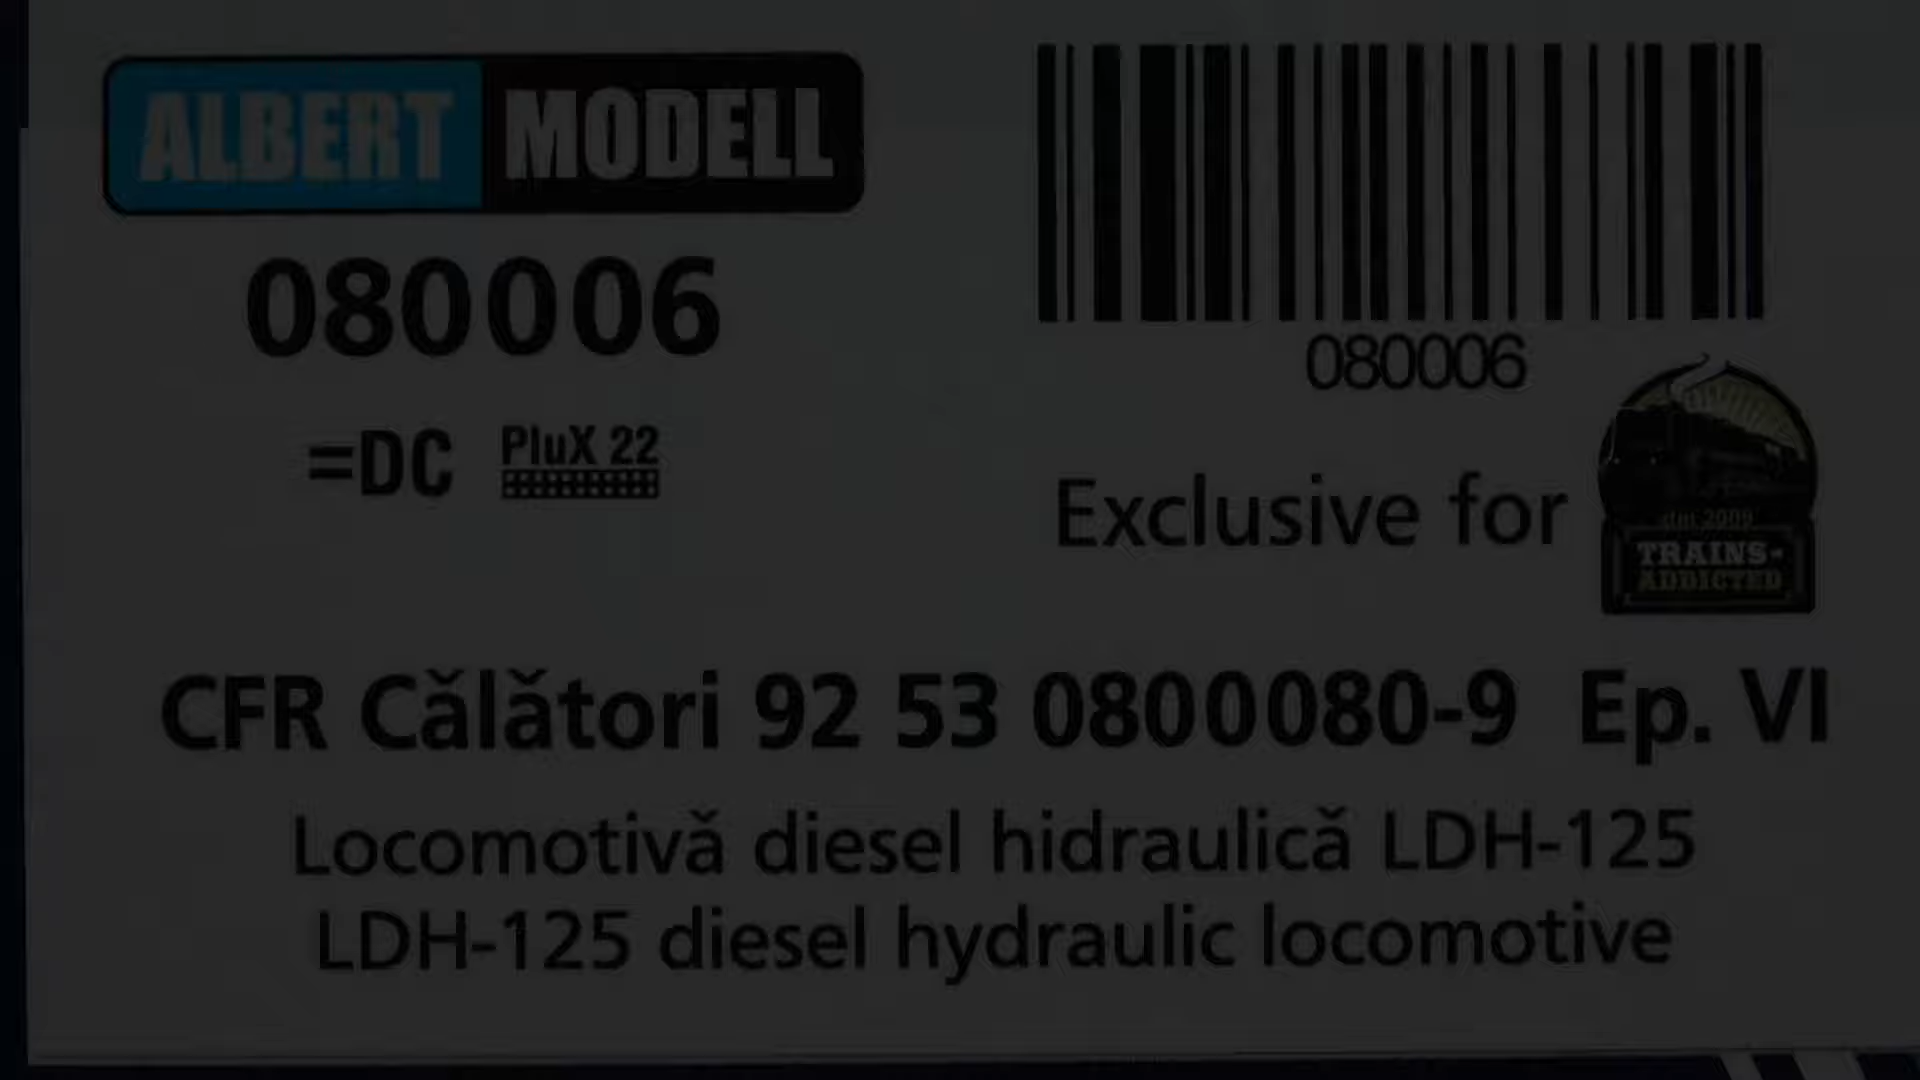 ALBERT MODELL
080006
080006
=DC PluX 22
Exclusive for
TRAINS-
ADDICTED
CFR Călători 92 53 0800080-9 Ep. VI
Locomotivă diesel hidraulică LDH-125
LDH-125 diesel hydraulic locomotive